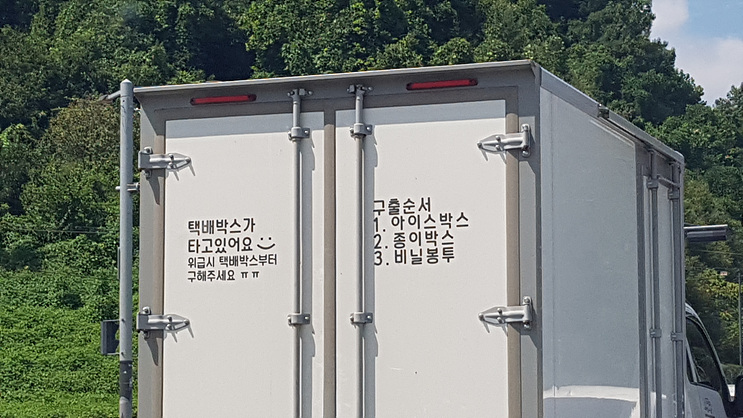 택배박스가
타고있어요
위급시 택배박스부터
구해주세요 ㅠㅠ
구출순서
1. 아이스박스
2. 종이박스
3. 비닐봉투